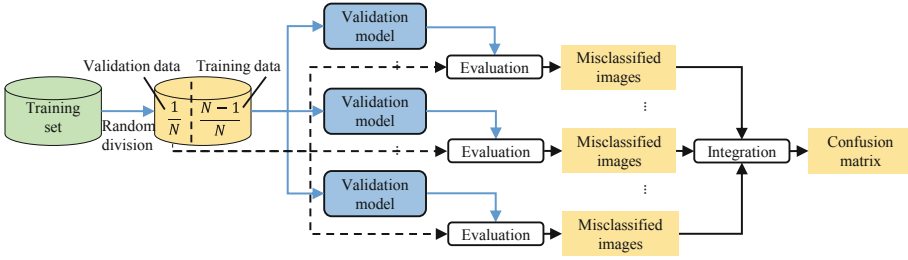 Validation
model
Validation data
Training data
Evaluation
Misclassified
images
...
Training
set
Random
division
1
N
N − 1
N
Validation
model
Evaluation
Misclassified
images
Integration
Confusion
matrix
...
Validation
model
Evaluation
Misclassified
images